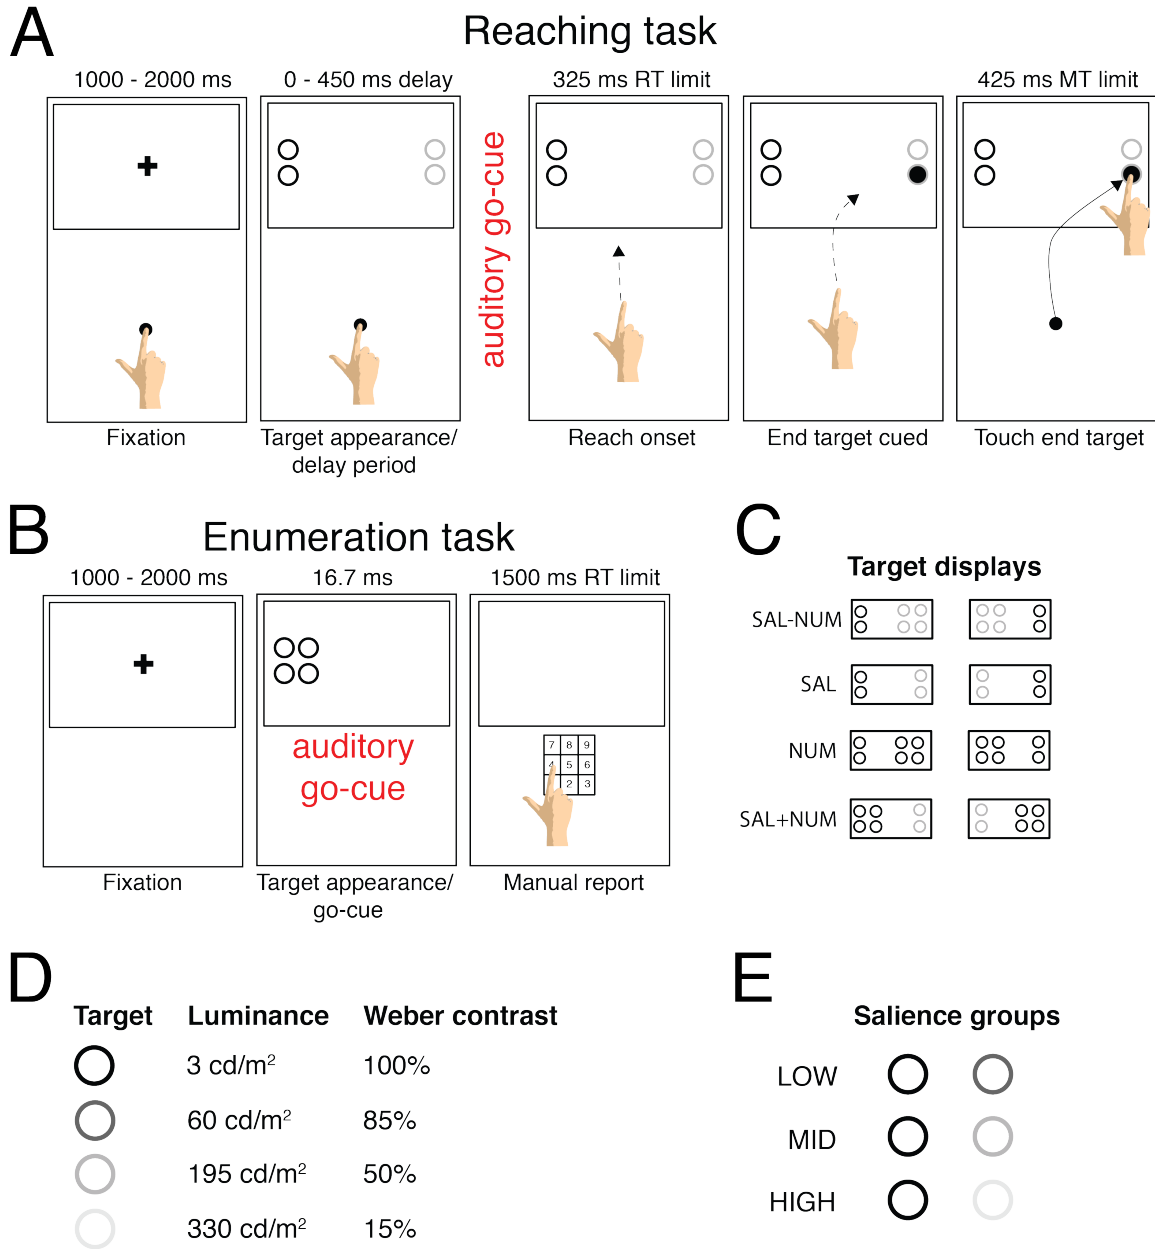 A
Reaching task
1000 - 2000 ms
0 - 450 ms delay
325 ms RT limit
425 ms MT limit
auditory go-cue
Fixation
Target appearance/
delay period
Reach onset
End target cued
Touch end target
B
Enumeration task
1000 - 2000 ms
16.7 ms
1500 ms RT limit
auditory
go-cue
7 8 9
4 5 6
2 3
Fixation
Target appearance/
go-cue
Manual report
C
Target displays
SAL-NUM
SAL
NUM
SAL+NUM
D
Target Luminance Weber contrast
3 cd/m² 100%
60 cd/m² 85%
195 cd/m² 50%
330 cd/m² 15%
E
Salience groups
LOW
MID
HIGH